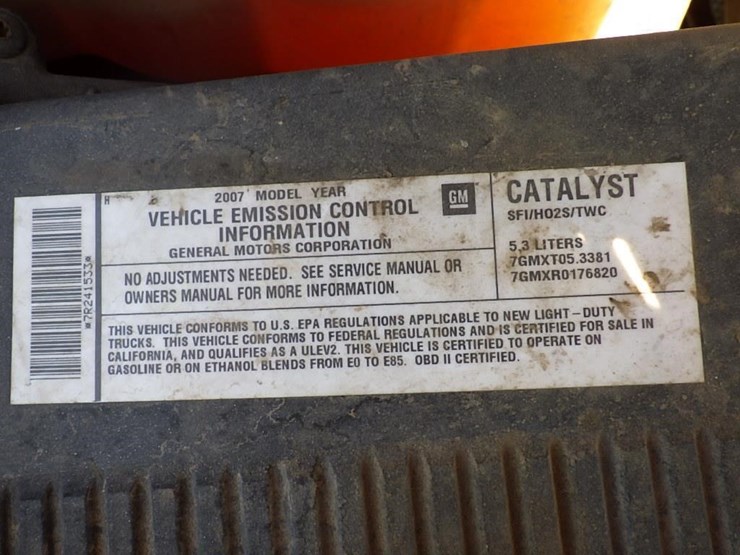 *7R241533*
H
2007 MODEL YEAR
VEHICLE EMISSION CONTROL
INFORMATION
GENERAL MOTORS CORPORATION
GM
NO ADJUSTMENTS NEEDED. SEE SERVICE MANUAL OR
OWNERS MANUAL FOR MORE INFORMATION.
CATALYST
SFI/HO2S/TWC
5.3 LITERS
7GMXT05.3381
7GMXR0176820
THIS VEHICLE CONFORMS TO U.S. EPA REGULATIONS APPLICABLE TO NEW LIGHT-DUTY
TRUCKS. THIS VEHICLE CONFORMS TO FEDERAL REGULATIONS AND IS CERTIFIED FOR SALE IN
CALIFORNIA, AND QUALIFIES AS A ULEV2. THIS VEHICLE IS CERTIFIED TO OPERATE ON
GASOLINE OR ON ETHANOL BLENDS FROM E0 TO E85. OBD II CERTIFIED.